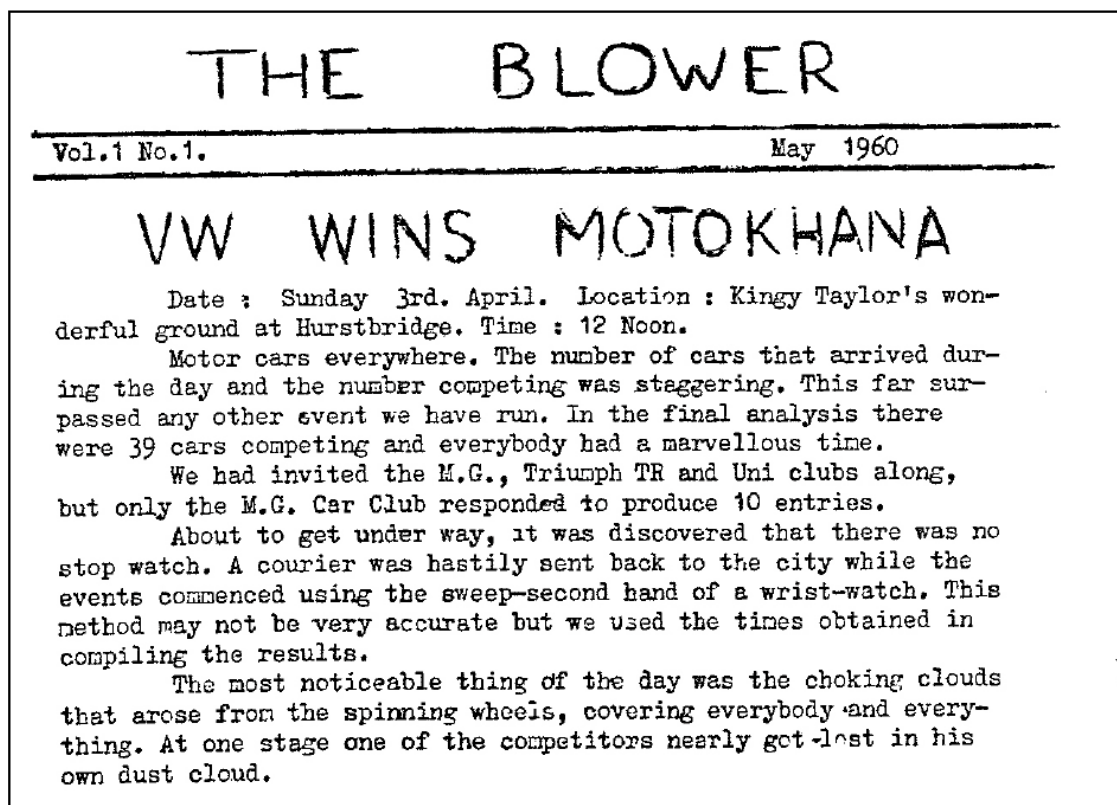 THE BLOWER
Vol.1 No.1. May 1960
VW WINS MOTOKHANA
Date : Sunday 3rd. April. Location : Kingy Taylor's won-
derful ground at Hurstbridge. Time : 12 Noon.
Motor cars everywhere. The number of cars that arrived dur-
ing the day and the number competing was staggering. This far sur-
passed any other event we have run. In the final analysis there
were 39 cars competing and everybody had a marvellous time.
We had invited the M.G., Triumph TR and Uni clubs along,
but only the M.G. Car Club responded to produce 10 entries.
About to get under way, it was discovered that there was no
stop watch. A courier was hastily sent back to the city while the
events commenced using the sweep-second hand of a wrist-watch. This
method may not be very accurate but we used the times obtained in
compiling the results.
The most noticeable thing of the day was the choking clouds
that arose from the spinning wheels, covering everybody and every-
thing. At one stage one of the competitors nearly got lost in his
own dust cloud.